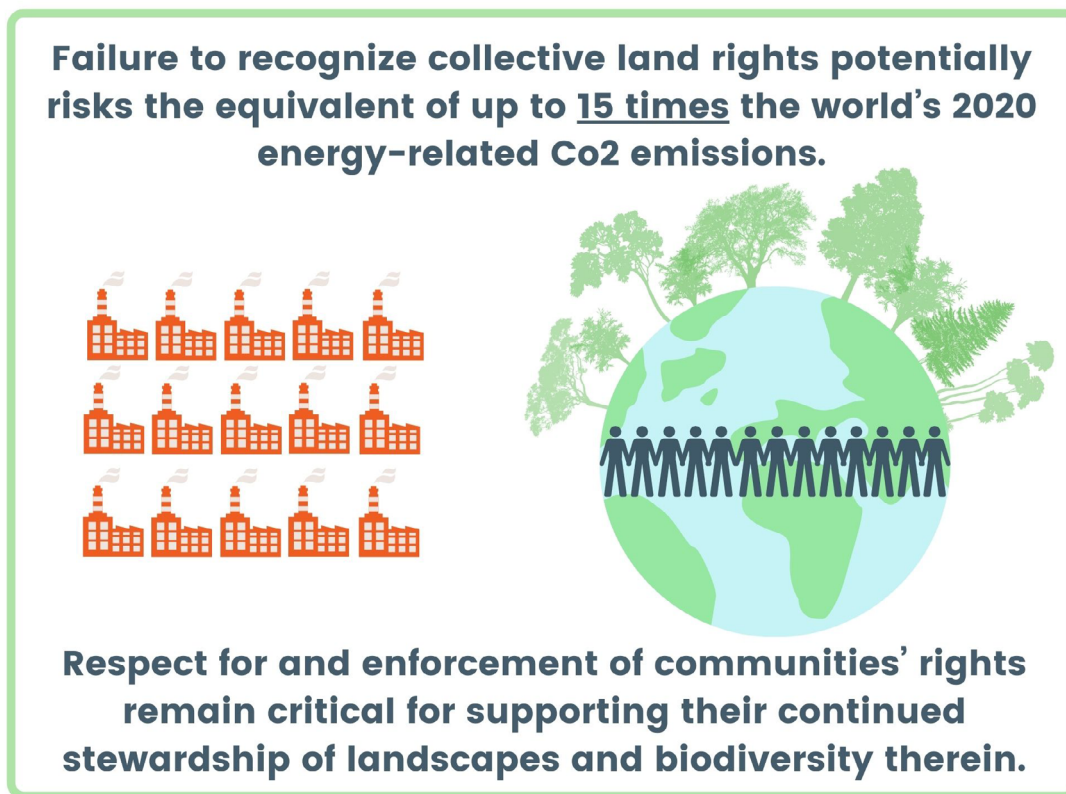 Failure to recognize collective land rights potentially
risks the equivalent of up to 15 times the world’s 2020
energy-related Co2 emissions.
Respect for and enforcement of communities’ rights
remain critical for supporting their continued
stewardship of landscapes and biodiversity therein.